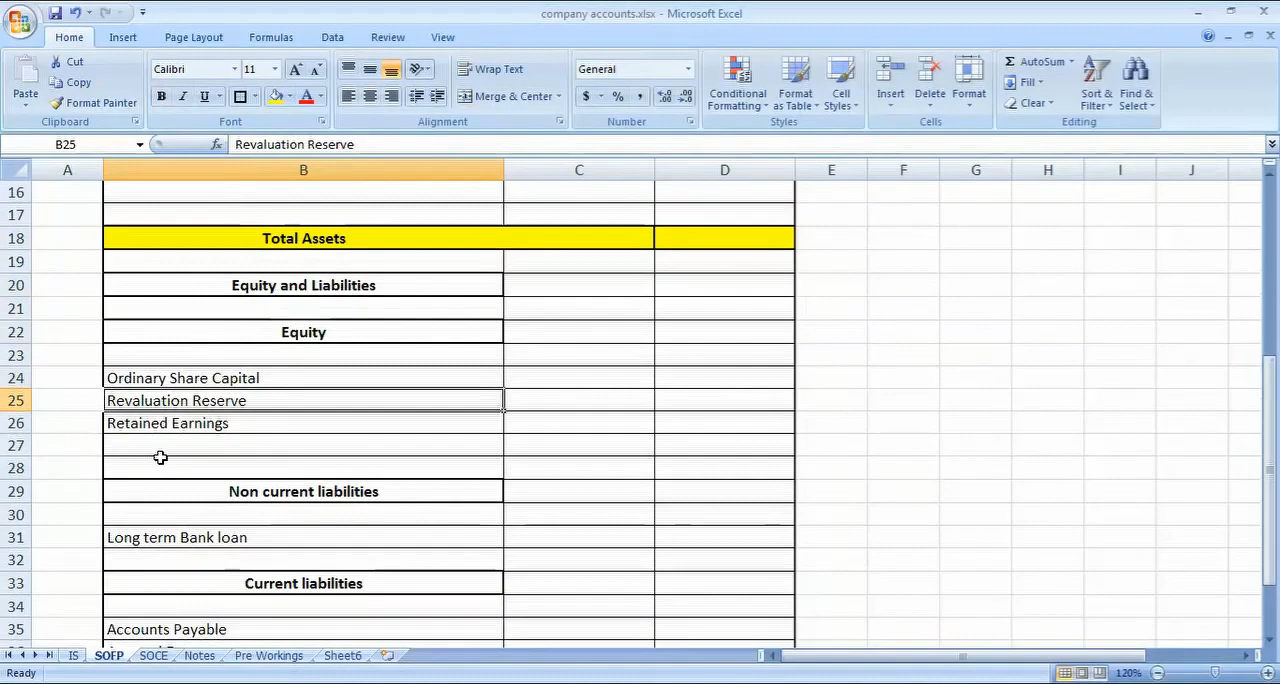 company accounts.xlsx - Microsoft Excel
Home Insert Page Layout Formulas Data Review View
Paste
Cut
Copy
Format Painter
Clipboard
Calibri 11 A A
B I U A
Font
Wrap Text
Merge & Center
Alignment
General
$ % ,
Number
Conditional Formatting
Format as Table
Cell Styles
Styles
Insert
Delete
Format
Cells
Σ AutoSum
Fill
Clear
Sort & Filter
Find & Select
Editing
B25 fx Revaluation Reserve
A B C D E F G H I J
16
17
18 Total Assets
19
20 Equity and Liabilities
21
22 Equity
23
24 Ordinary Share Capital
25 Revaluation Reserve
26 Retained Earnings
27
28
29 Non current liabilities
30
31 Long term Bank loan
32
33 Current liabilities
34
35 Accounts Payable
IS SOFP SOCE Notes Pre Workings Sheet6
Ready 120%